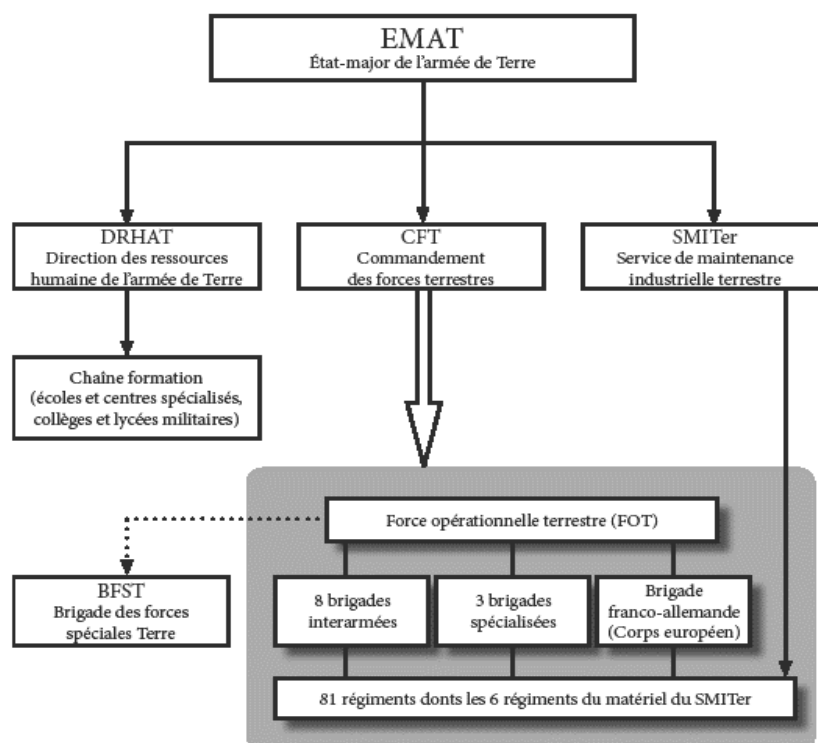 EMAT
État-major de l'armée de Terre
DRHAT
Direction des ressources
humaine de l'armée de Terre
CFT
Commandement
des forces terrestres
SMITer
Service de maintenance
industrielle terrestre
Chaîne formation
(écoles et centres spécialisés,
collèges et lycées militaires)
Force opérationnelle terrestre (FOT)
BFST
Brigade des forces
spéciales Terre
8 brigades
interarmées
3 brigades
spécialisées
Brigade
franco-allemande
(Corps européen)
81 régiments donts les 6 régiments du matériel du SMITer